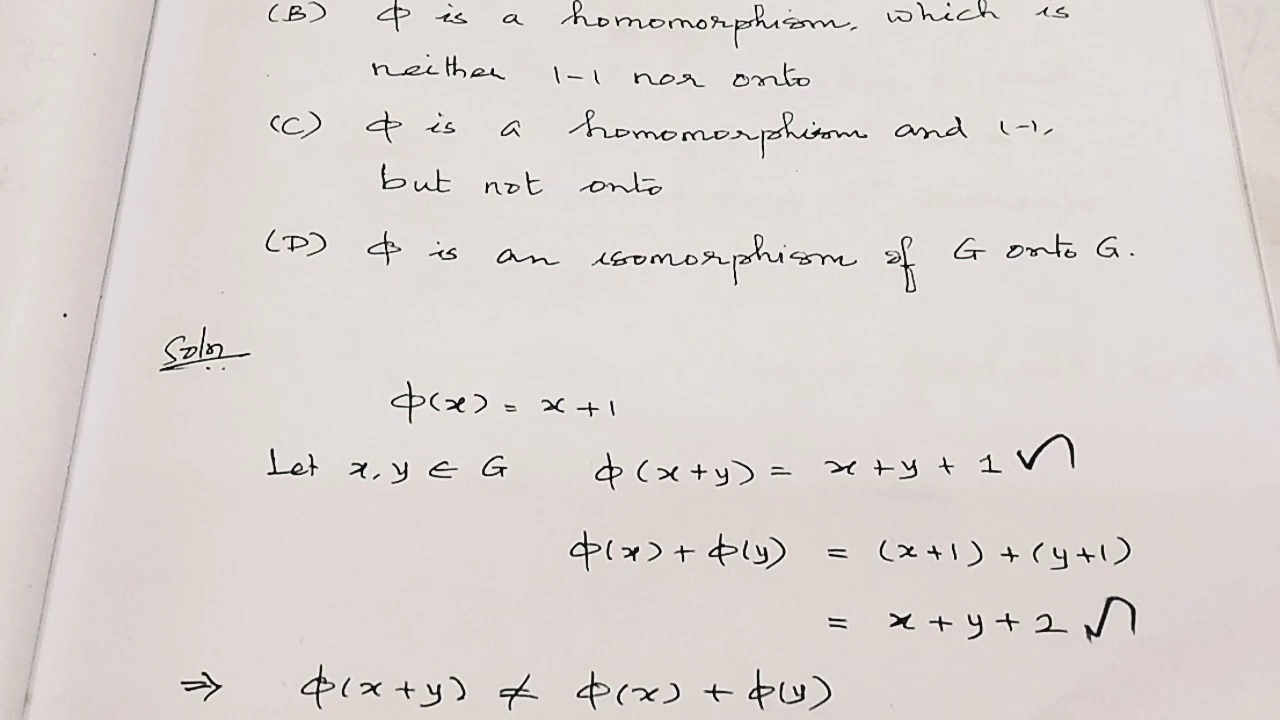 (B) ϕ is a homomorphism, which is
neither 1-1 nor onto
(C) ϕ is a homomorphism and 1-1,
but not onto
(D) ϕ is an isomorphism of G onto G.
Soln
ϕ(x) = x + 1
Let x, y ∈ G ϕ(x+y) = x + y + 1
ϕ(x) + ϕ(y) = (x+1) + (y+1)
= x + y + 2
⇒ ϕ(x+y) ≠ ϕ(x) + ϕ(y)